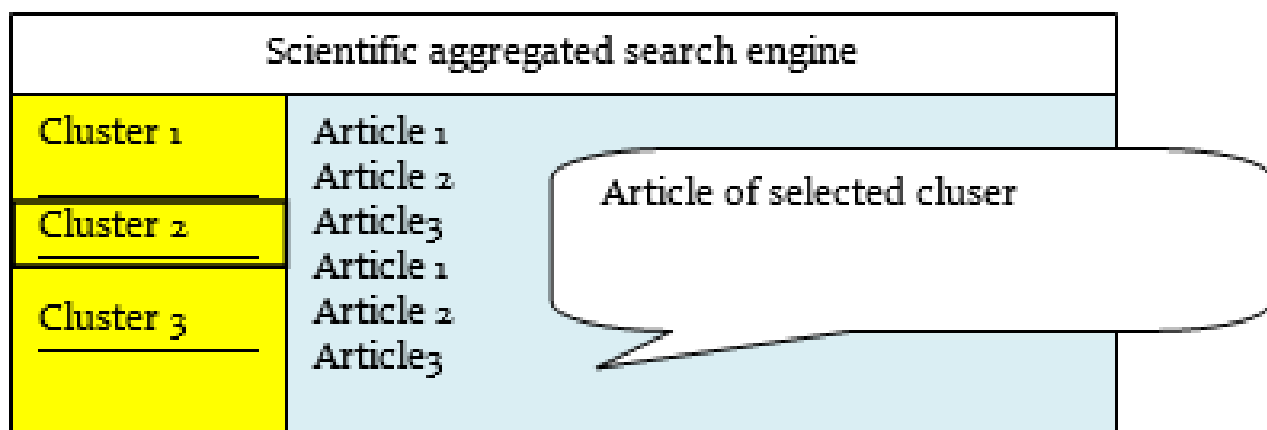 Scientific aggregated search engine
Cluster 1
Cluster 2
Cluster 3
Article 1
Article 2
Article3
Article 1
Article 2
Article3
Article of selected cluser